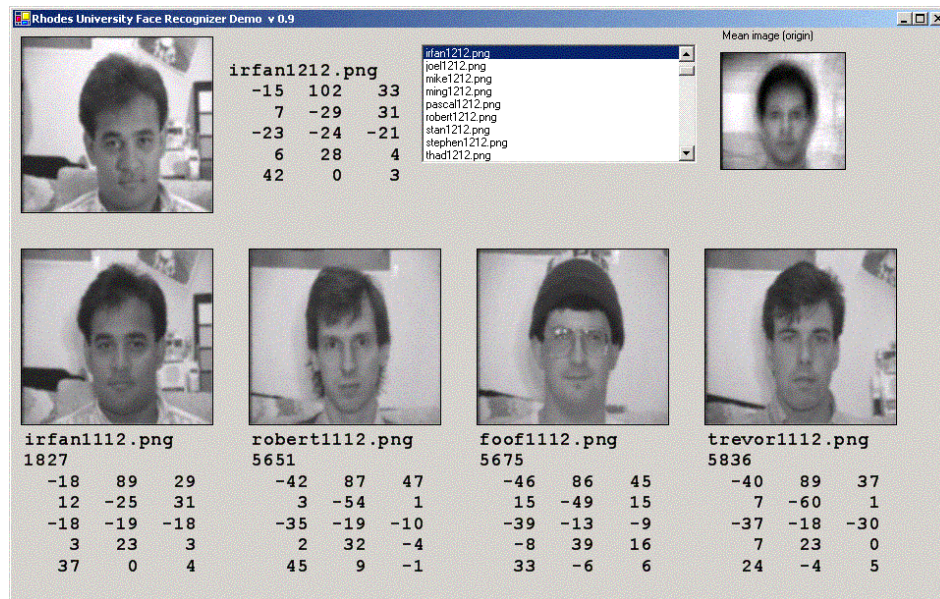 Rhodes University Face Recognizer Demo v 0.9
Mean image (origin)
irfan1212.png
-15 102 33
7 -29 31
-23 -24 -21
6 28 4
42 0 3
irfan1212.png
joel1212.png
mike1212.png
ming1212.png
pascal1212.png
robert1212.png
stan1212.png
stephen1212.png
thad1212.png
irfan1112.png
1827
-18 89 29
12 -25 31
-18 -19 -18
3 23 3
37 0 4
robert1112.png
5651
-42 87 47
3 -54 1
-35 -19 -10
2 32 -4
45 9 -1
foof1112.png
5675
-46 86 45
15 -49 15
-39 -13 -9
-8 39 16
33 -6 6
trevor1112.png
5836
-40 89 37
7 -60 1
-37 -18 -30
7 23 0
24 -4 5